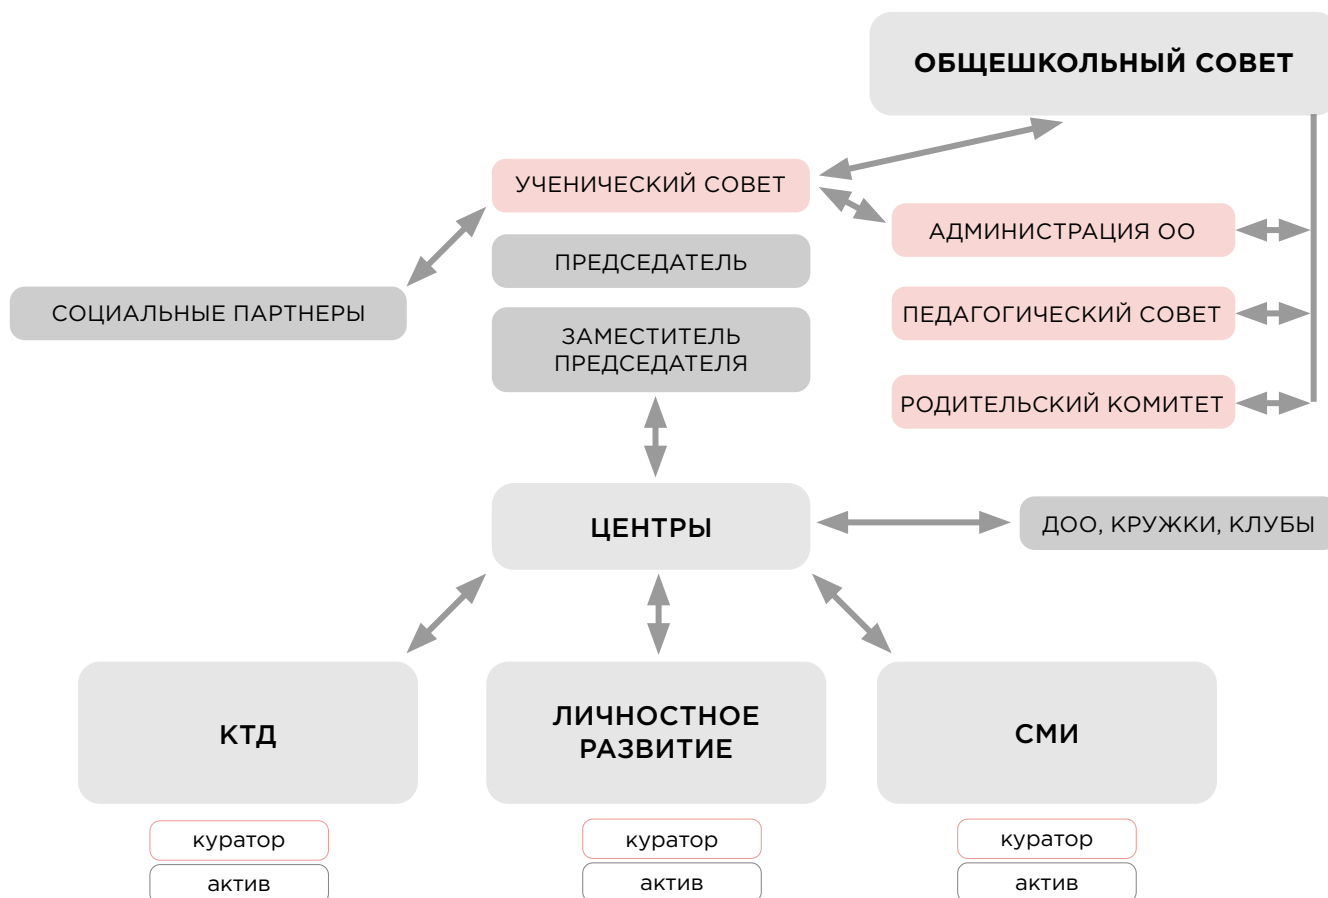 ОБЩЕШКОЛЬНЫЙ СОВЕТ
УЧЕНИЧЕСКИЙ СОВЕТ
АДМИНИСТРАЦИЯ ОО
ПРЕДСЕДАТЕЛЬ
СОЦИАЛЬНЫЕ ПАРТНЕРЫ
ПЕДАГОГИЧЕСКИЙ СОВЕТ
ЗАМЕСТИТЕЛЬ
ПРЕДСЕДАТЕЛЯ
РОДИТЕЛЬСКИЙ КОМИТЕТ
ЦЕНТРЫ
ДОО, КРУЖКИ, КЛУБЫ
КТД
ЛИЧНОСТНОЕ
РАЗВИТИЕ
СМИ
куратор
куратор
куратор
актив
актив
актив